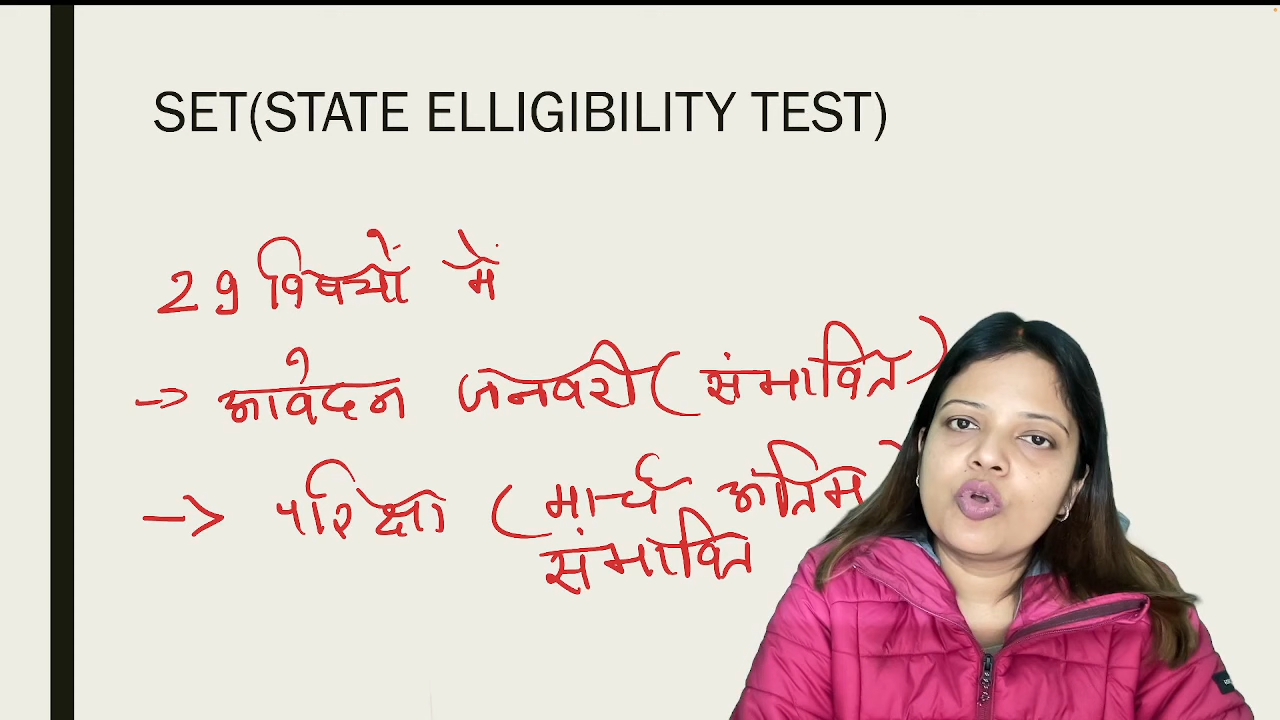 SET(STATE ELLIGIBILITY TEST)
29 विषयों में
-> आवेदन जनवरी (संभावित)
-> परिक्षा (मार्च अंतिम
संभावित